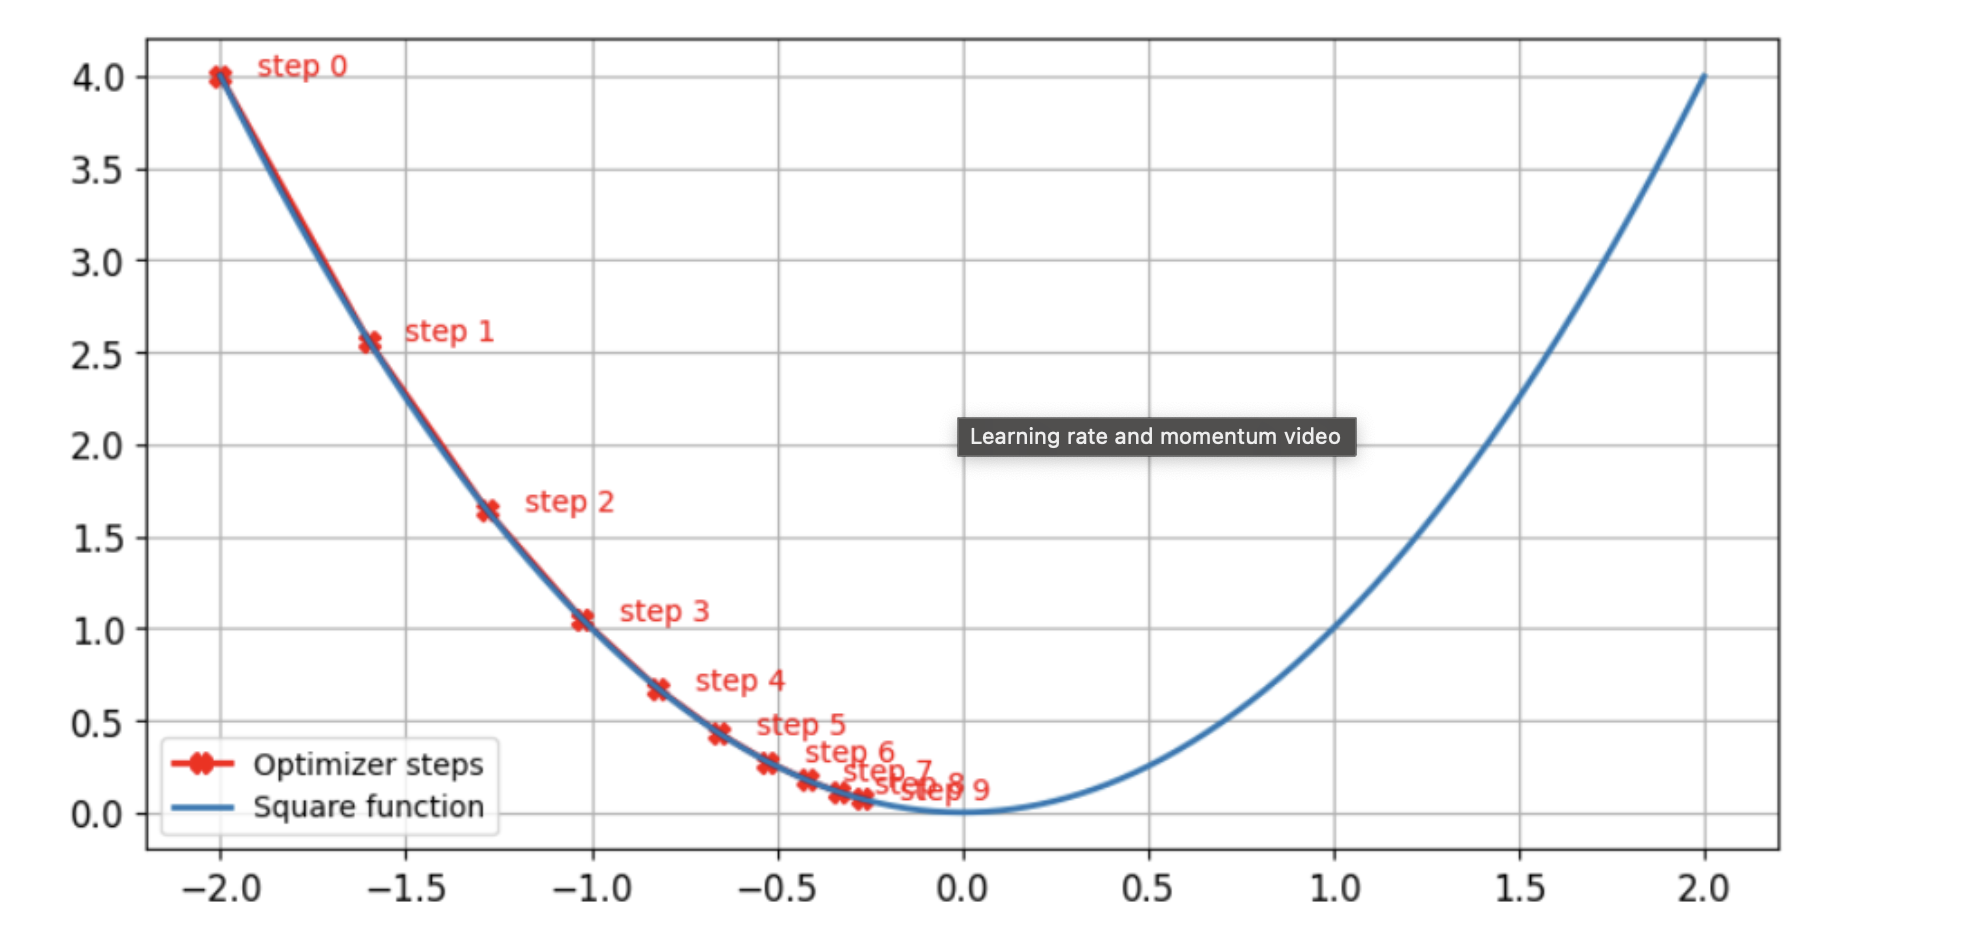 4.0
3.5
3.0
2.5
2.0
1.5
1.0
0.5
0.0
step 0
step 1
Learning rate and momentum video
step 2
step 3
step 4
step 5
step 6
step 7
step 8
step 9
Optimizer steps
Square function
−2.0 −1.5 −1.0 −0.5 0.0 0.5 1.0 1.5 2.0